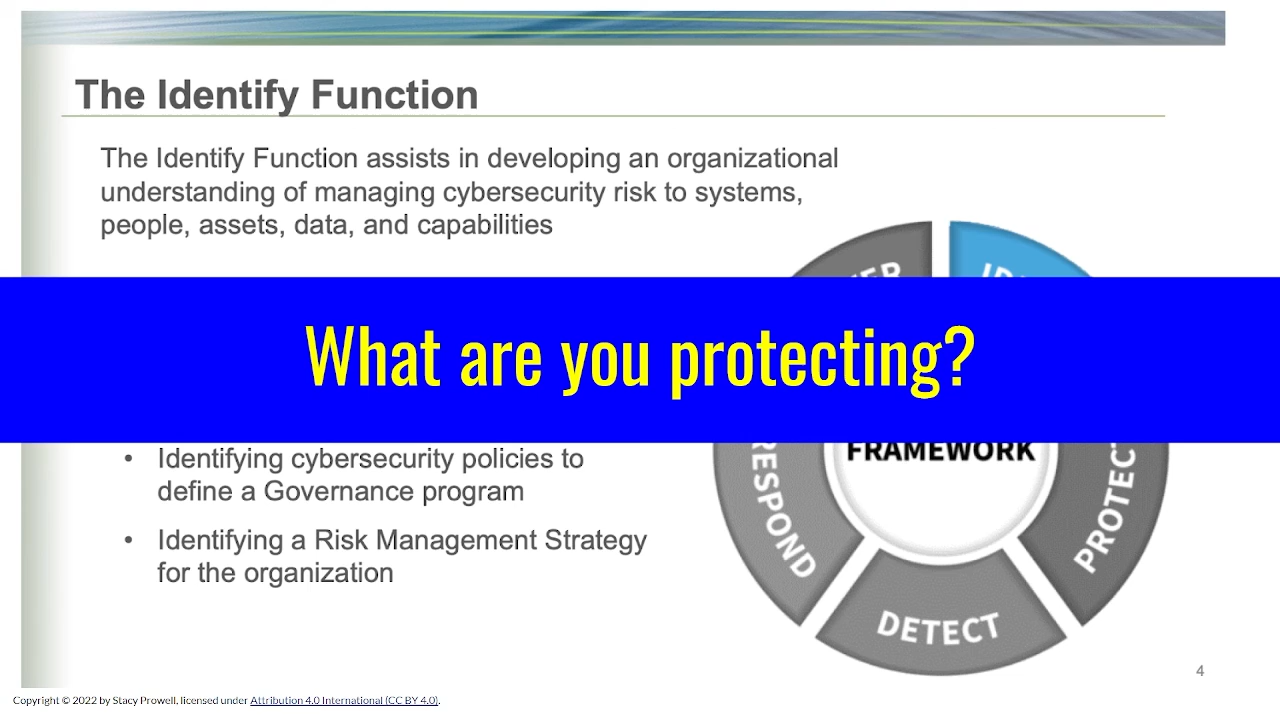 The Identify Function
The Identify Function assists in developing an organizational
understanding of managing cybersecurity risk to systems,
people, assets, data, and capabilities
What are you protecting?
FRAMEWORK
• Identifying cybersecurity policies to
define a Governance program
• Identifying a Risk Management Strategy
for the organization
RESPOND
DETECT
4
Copyright © 2022 by Stacy Prowell, licensed under Attribution 4.0 International (CC BY 4.0).